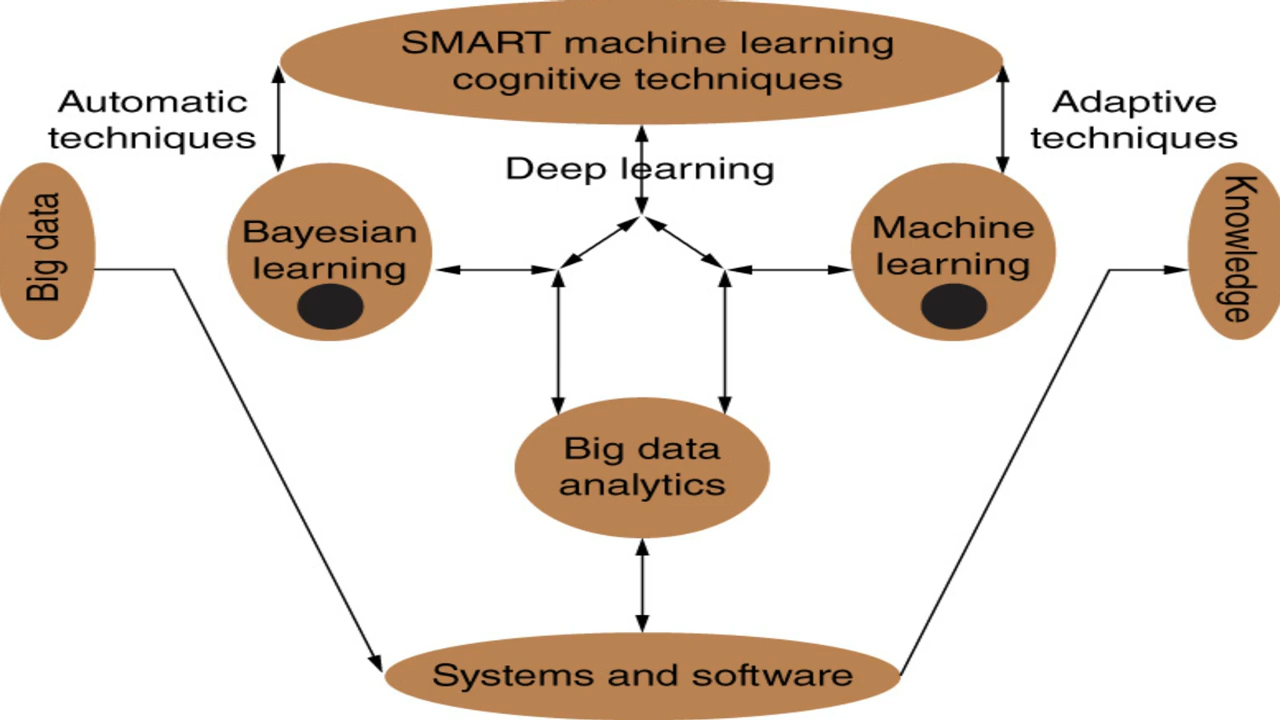 SMART machine learning
cognitive techniques
Automatic
techniques
Adaptive
techniques
Deep learning
Big data
Bayesian
learning
Machine
learning
Knowledge
Big data
analytics
Systems and software